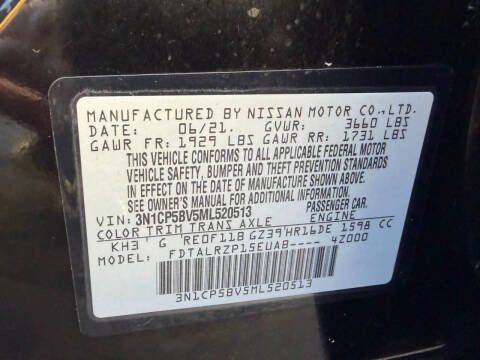 MANUFACTURED BY NISSAN MOTOR CO.,LTD.
DATE: 06/21. GVWR: 3660 LBS
GAWR FR: 1929 LBS GAWR RR: 1731 LBS
THIS VEHICLE CONFORMS TO ALL APPLICABLE FEDERAL MOTOR
VEHICLE SAFETY, BUMPER AND THEFT PREVENTION STANDARDS
IN EFFECT ON THE DATE OF MANUFACTURE SHOWN ABOVE.
SEE OWNER'S MANUAL FOR FURTHER INFO. PASSENGER CAR.
VIN: 3N1CP5BV5ML520513
COLOR TRIM TRANS AXLE ENGINE
KH3 G RE0F11B GZ39 HR16DE 1598 CC
MODEL: FDTALRZP15EUAB---- 4Z000
3N1CP5BV5ML520513